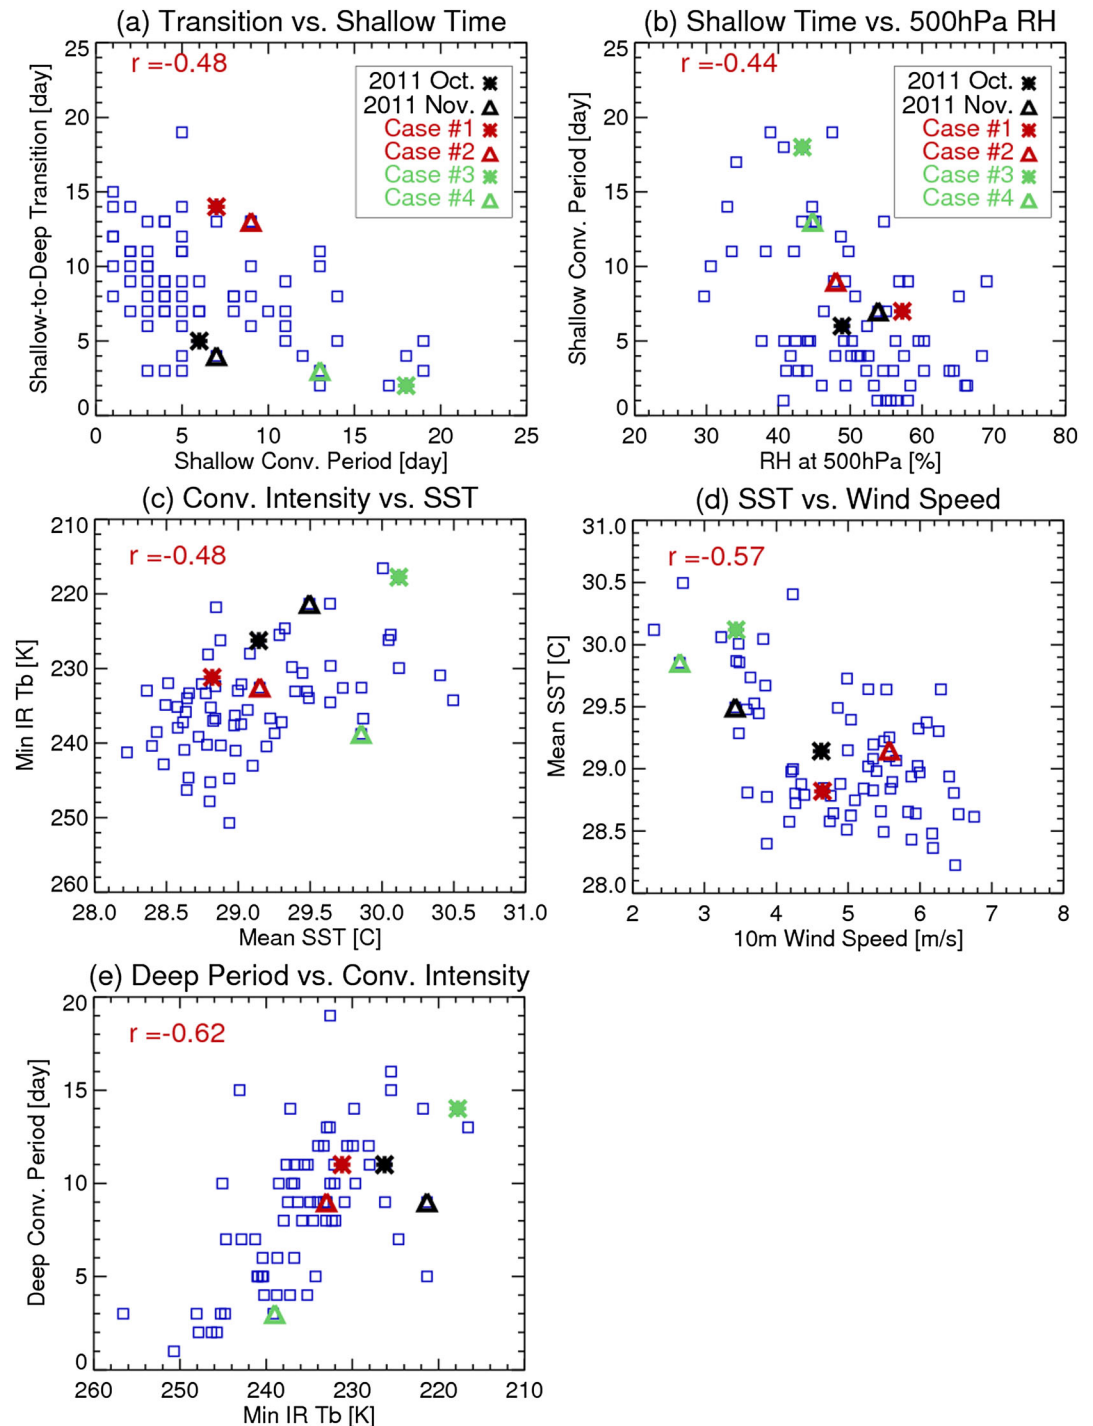 (a) Transition vs. Shallow Time
r =-0.48
2011 Oct.
2011 Nov.
Case #1
Case #2
Case #3
Case #4
25
20
15
10
5
0
0 5 10 15 20 25
Shallow-to-Deep Transition [day]
Shallow Conv. Period [day]
(b) Shallow Time vs. 500hPa RH
r =-0.44
2011 Oct.
2011 Nov.
Case #1
Case #2
Case #3
Case #4
25
20
15
10
5
0
20 30 40 50 60 70 80
Shallow Conv. Period [day]
RH at 500hPa [%]
(c) Conv. Intensity vs. SST
r =-0.48
210
220
230
240
250
260
28.0 28.5 29.0 29.5 30.0 30.5 31.0
Min IR Tb [K]
Mean SST [C]
(d) SST vs. Wind Speed
r =-0.57
31.0
30.5
30.0
29.5
29.0
28.5
28.0
2 3 4 5 6 7 8
Mean SST [C]
10m Wind Speed [m/s]
(e) Deep Period vs. Conv. Intensity
r =-0.62
20
15
10
5
0
260 250 240 230 220 210
Deep Conv. Period [day]
Min IR Tb [K]